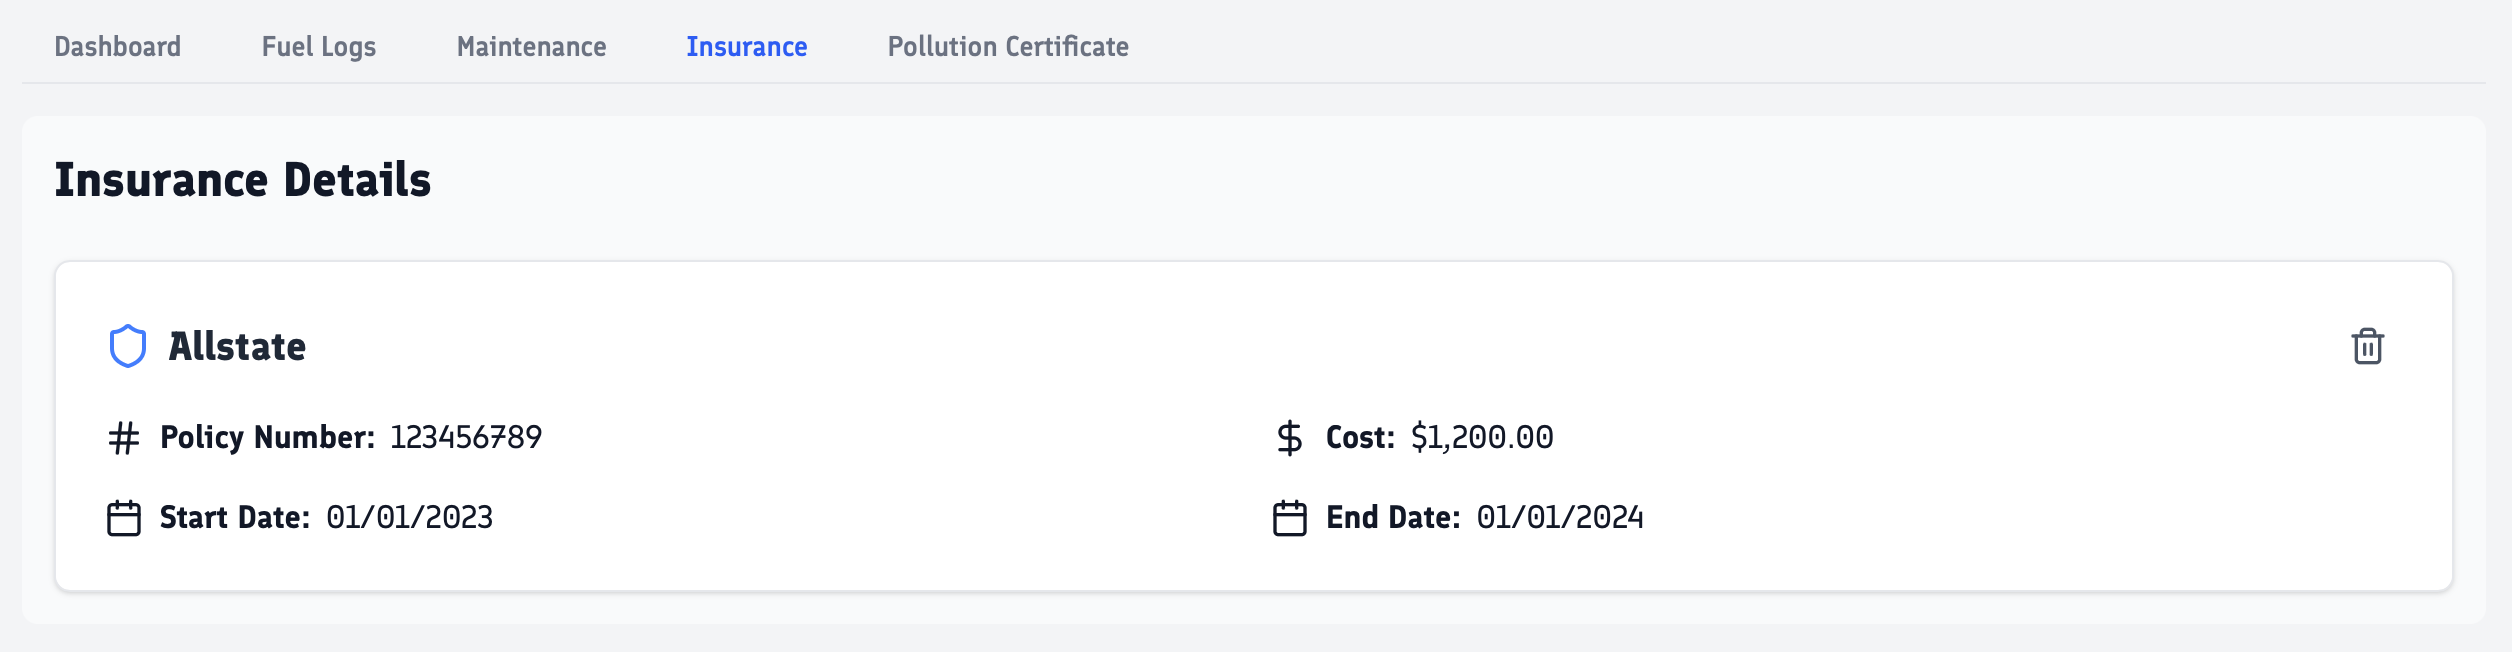 Dashboard Fuel Logs Maintenance Insurance Pollution Certificate
Insurance Details
Allstate
Policy Number: 123456789 Cost: $1,200.00
Start Date: 01/01/2023 End Date: 01/01/2024